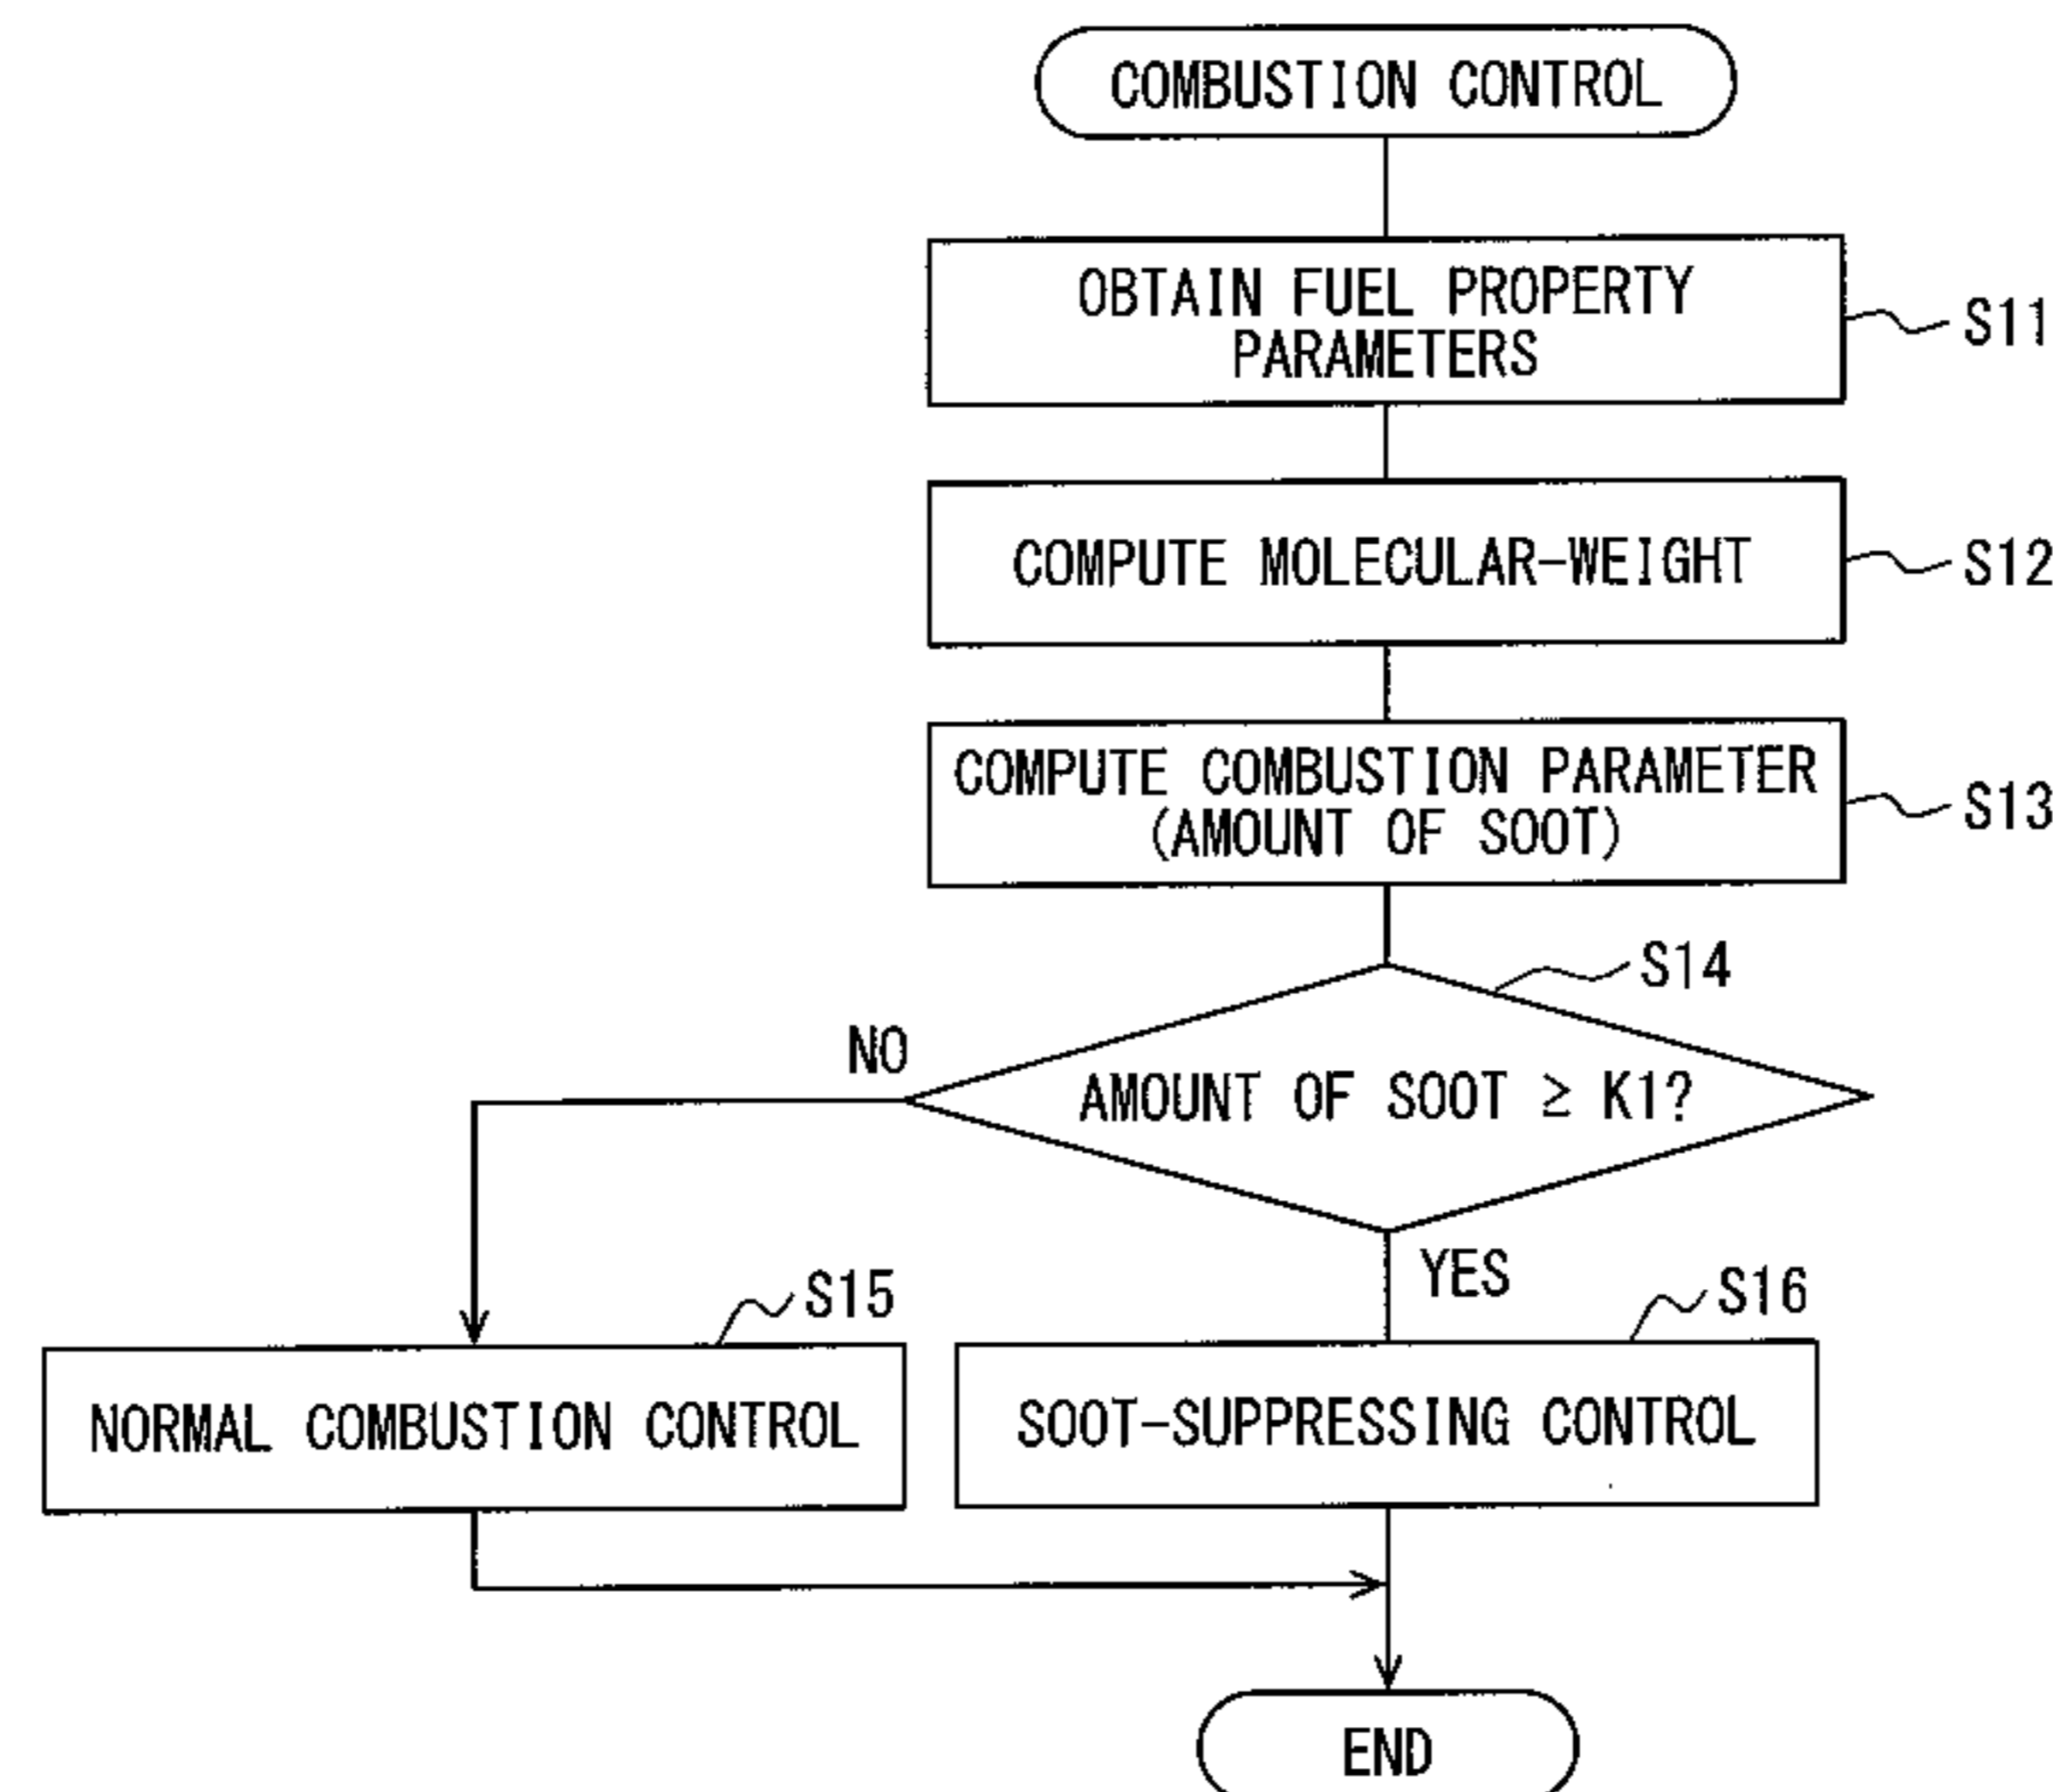 COMBUSTION CONTROL
OBTAIN FUEL PROPERTY
PARAMETERS
S11
COMPUTE MOLECULAR-WEIGHT
S12
COMPUTE COMBUSTION PARAMETER
(AMOUNT OF SOOT)
S13
S14
NO
AMOUNT OF SOOT ≥ K1?
YES
S15
S16
NORMAL COMBUSTION CONTROL
SOOT-SUPPRESSING CONTROL
END